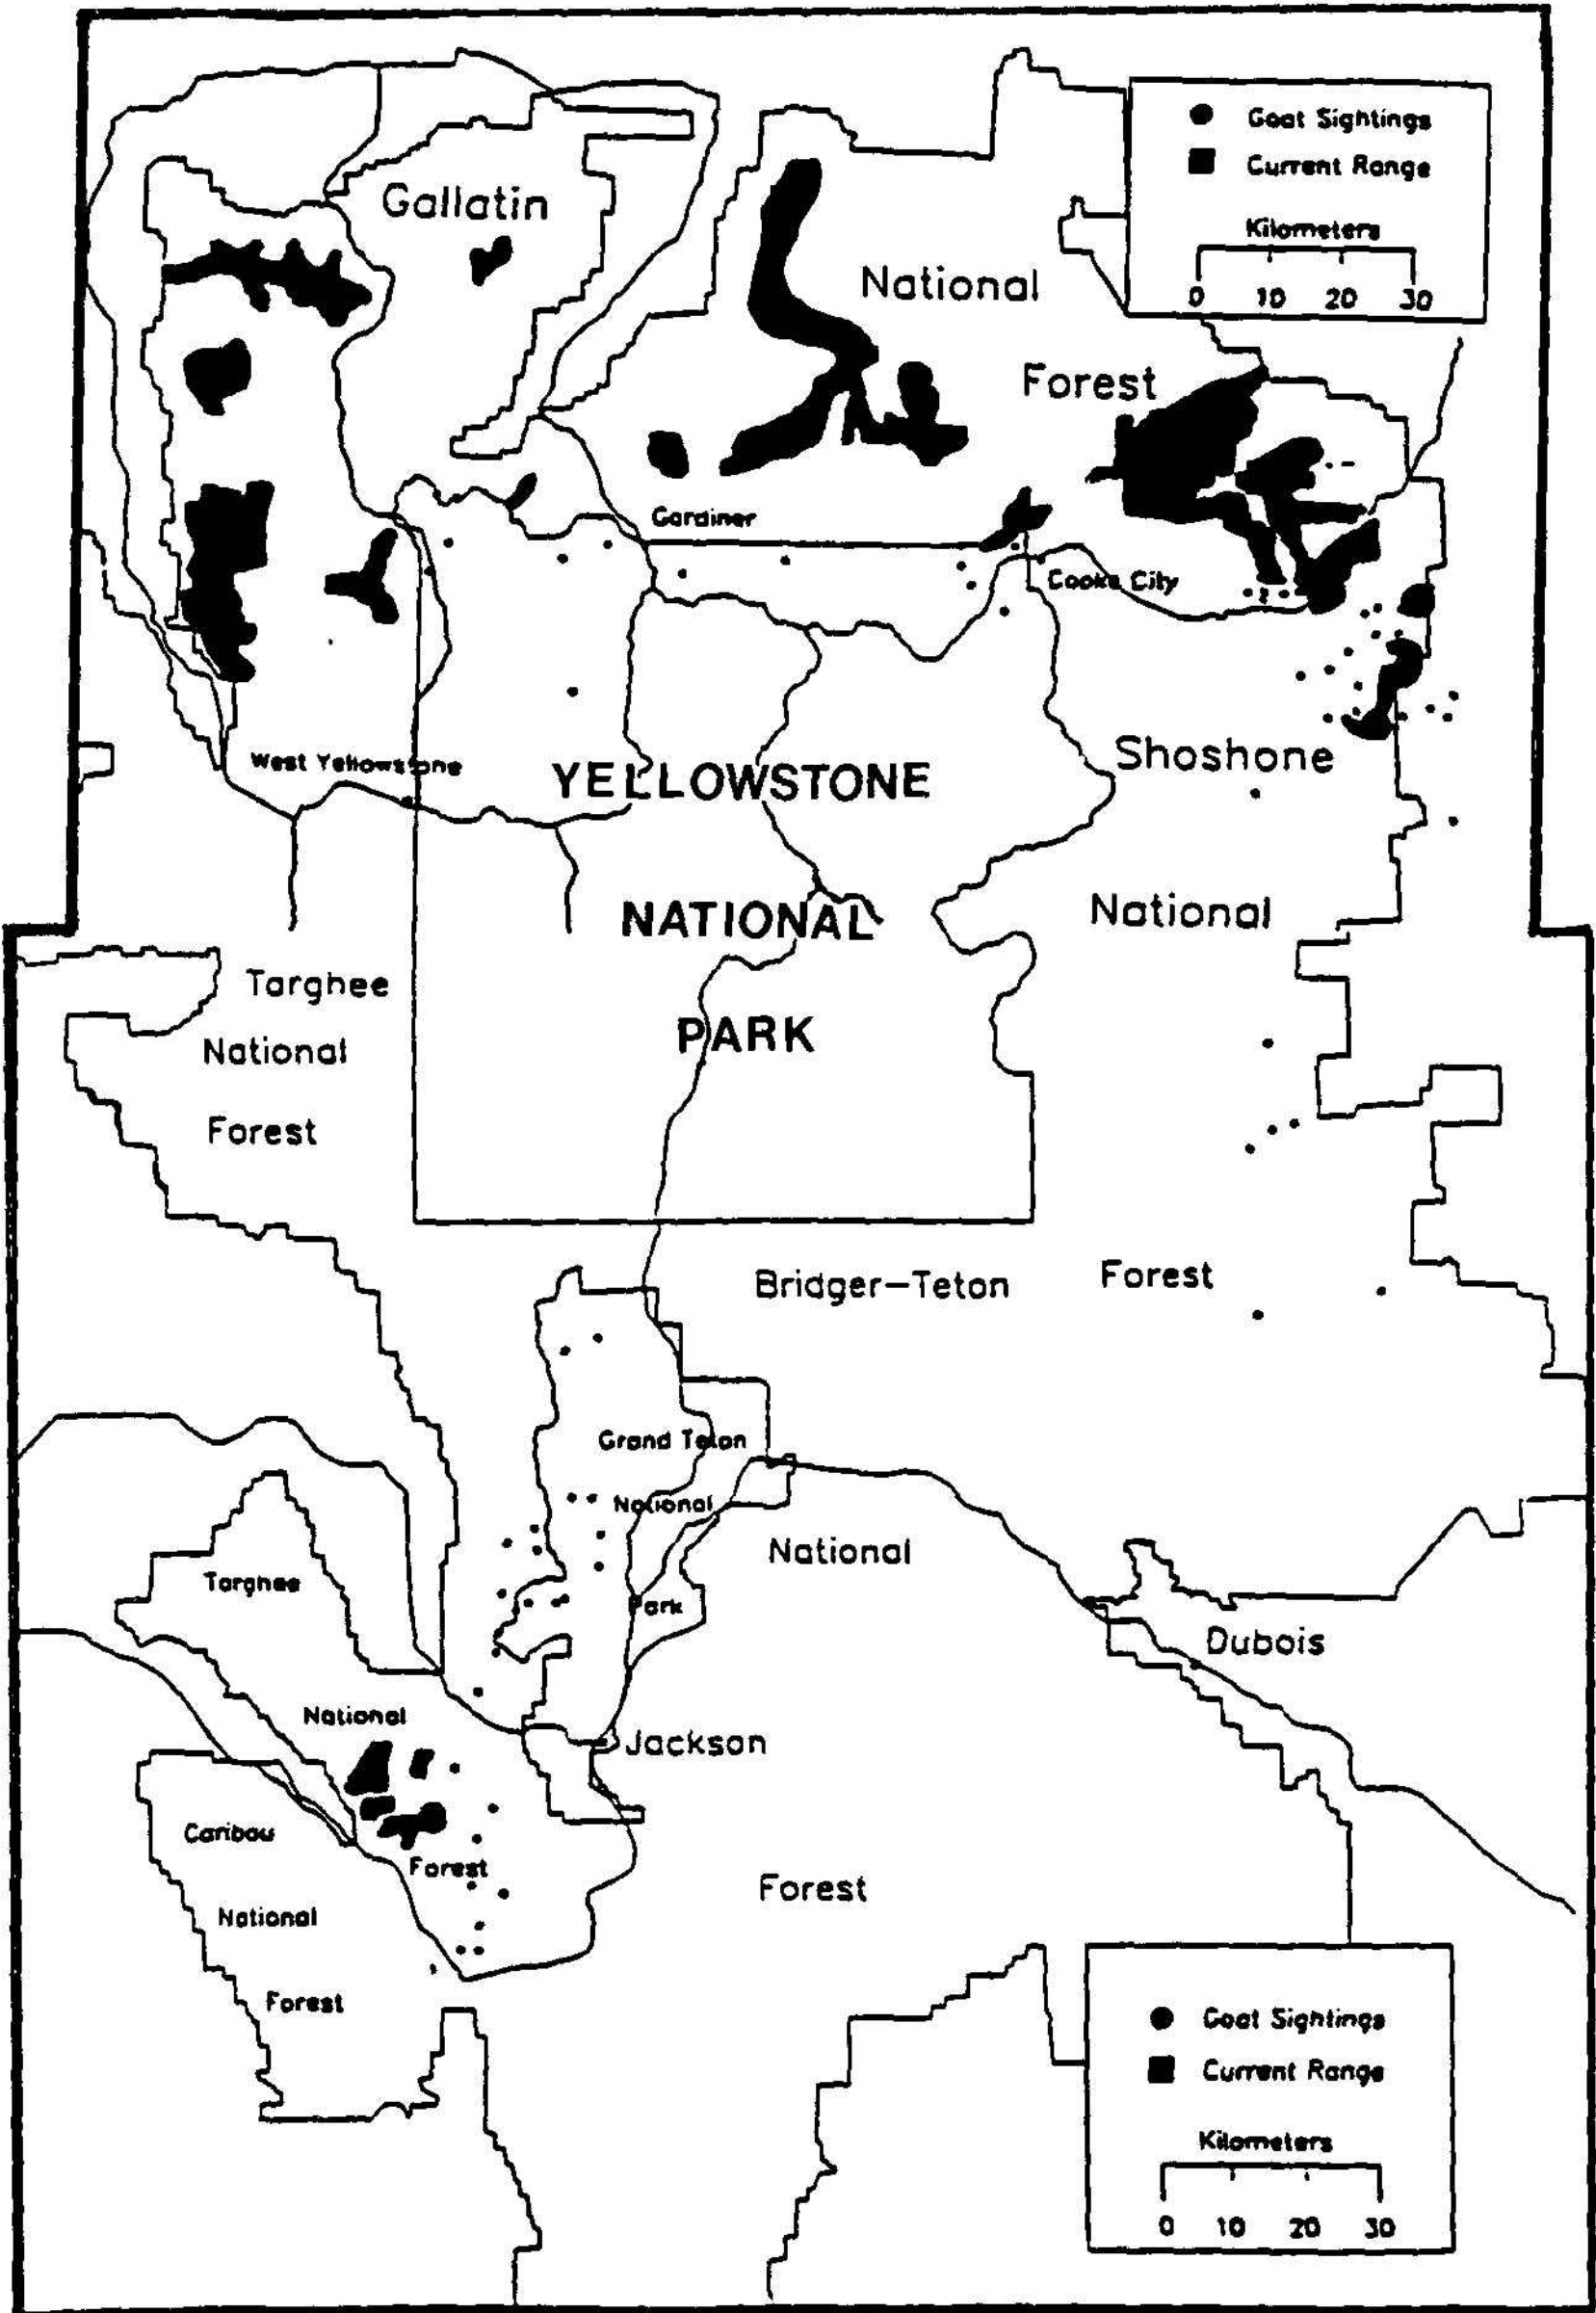 Goat Sightings
Current Range
Kilometers
0 10 20 30
Gallatin
National
Forest
Gardiner
Cooke City
West Yellowstone
YELLOWSTONE
Shoshone
NATIONAL
National
Targhee
PARK
National
Forest
Bridger-Teton
Forest
Grand Teton
National
National
Targhee
Park
Dubois
National
Jackson
Caribou
Forest
Forest
National
Forest
Goat Sightings
Current Range
Kilometers
0 10 20 30